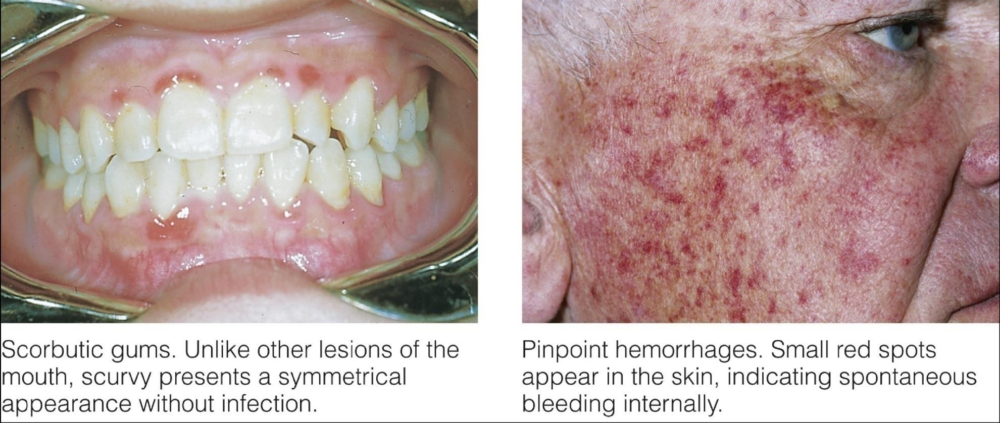 Scorbutic gums. Unlike other lesions of the
mouth, scurvy presents a symmetrical
appearance without infection.
Pinpoint hemorrhages. Small red spots
appear in the skin, indicating spontaneous
bleeding internally.